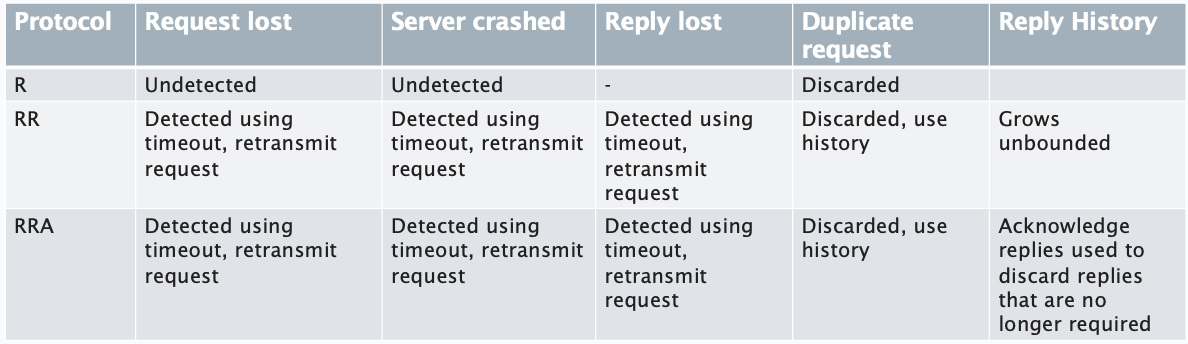 Protocol
Request lost
Server crashed
Reply lost
Duplicate
request
Reply History
R
Undetected
Undetected
-
Discarded
RR
Detected using
timeout, retransmit
request
Detected using
timeout, retransmit
request
Detected using
timeout,
retransmit
request
Discarded, use
history
Grows
unbounded
RRA
Detected using
timeout, retransmit
request
Detected using
timeout, retransmit
request
Detected using
timeout,
retransmit
request
Discarded, use
history
Acknowledge
replies used to
discard replies
that are no
longer required